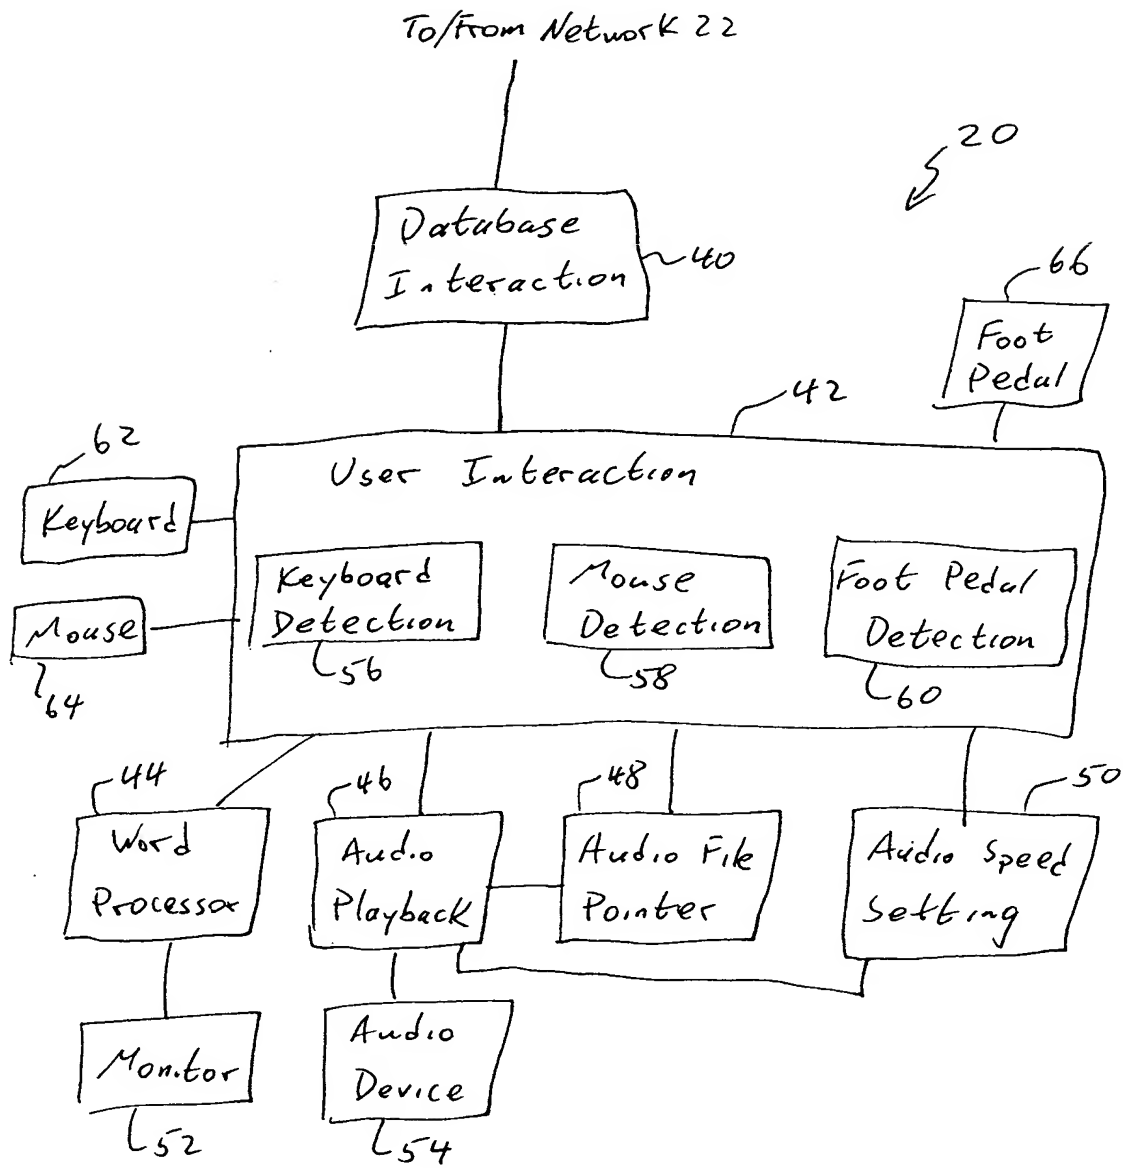 To/From Network 22
20
Database
Interaction
40
66
Foot
Pedal
42
62
User Interaction
Keyboard
Keyboard
Detection
Mouse
Detection
Foot Pedal
Detection
Mouse
56
58
60
64
44
46
48
50
Word
Processor
Audio
Playback
Audio File
Pointer
Audio Speed
Setting
Monitor
Audio
Device
52
54